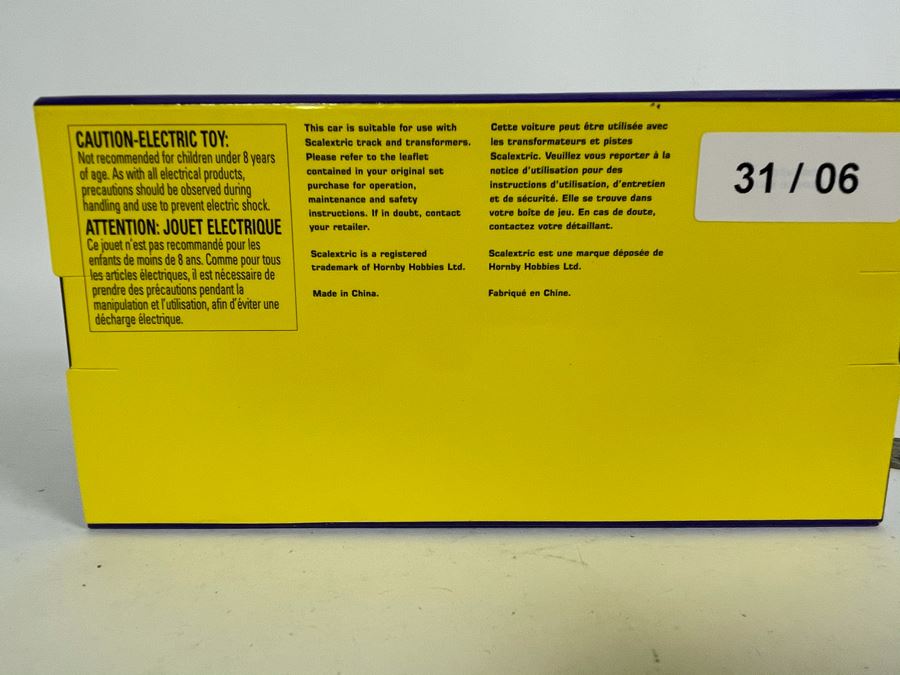 CAUTION-ELECTRIC TOY:
Not recommended for children under 8 years
of age. As with all electrical products,
precautions should be observed during
handling and use to prevent electric shock.
ATTENTION: JOUET ELECTRIQUE
Ce jouet n'est pas recommandé pour les
enfants de moins de 8 ans. Comme pour tous
les articles électriques, il est nécessaire de
prendre des précautions pendant la
manipulation et l'utilisation, afin d'éviter une
décharge électrique.
This car is suitable for use with
Scalextric track and transformers.
Please refer to the leaflet
contained in your original set
purchase for operation,
maintenance and safety
instructions. If in doubt, contact
your retailer.
Scalextric is a registered
trademark of Hornby Hobbies Ltd.
Made in China.
Cette voiture peut être utilisée avec
les transformateurs et pistes
Scalextric. Veuillez vous reporter à la
notice d'utilisation pour des
instructions d'utilisation, d'entretien
et de sécurité. Elle se trouve dans
votre boîte de jeu. En cas de doute,
contactez votre détaillant.
Scalextric est une marque déposée de
Hornby Hobbies Ltd.
Fabriqué en Chine.
31 / 06